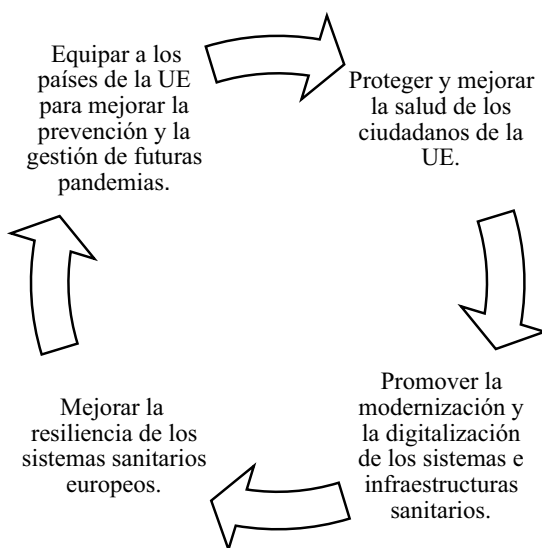 Equipar a los
países de la UE
para mejorar la
prevención y la
gestión de futuras
pandemias.
Proteger y mejorar
la salud de los
ciudadanos de la
UE.
Promover la
modernización y
la digitalización
de los sistemas e
infraestructuras
sanitarios.
Mejorar la
resiliencia de los
sistemas sanitarios
europeos.